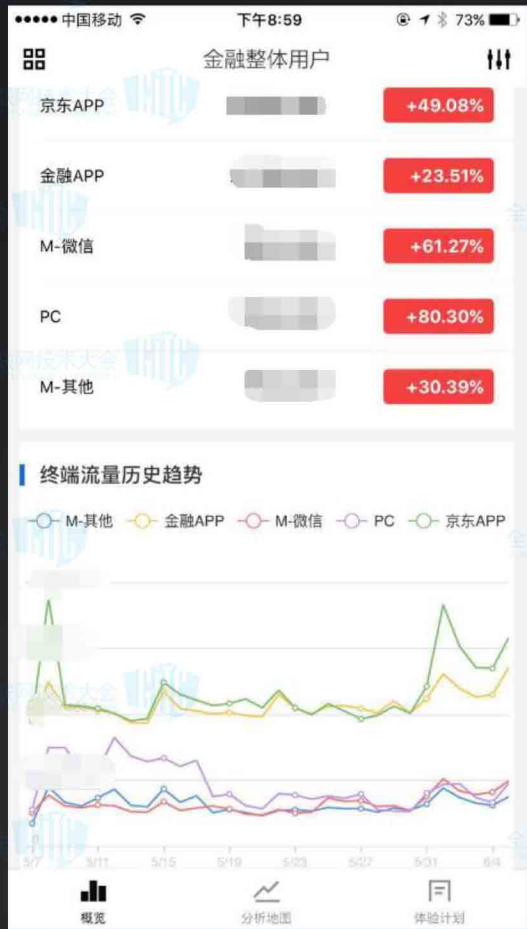 中国移动 下午8:59 73%
金融整体用户
京东APP +49.08%
金融APP +23.51%
M-微信 +61.27%
PC +80.30%
M-其他 +30.39%
终端流量历史趋势
M-其他 金融APP M-微信 PC 京东APP
0
5/7 5/11 5/15 5/19 5/23 5/27 5/31 6/4
概览 分析地图 体验计划